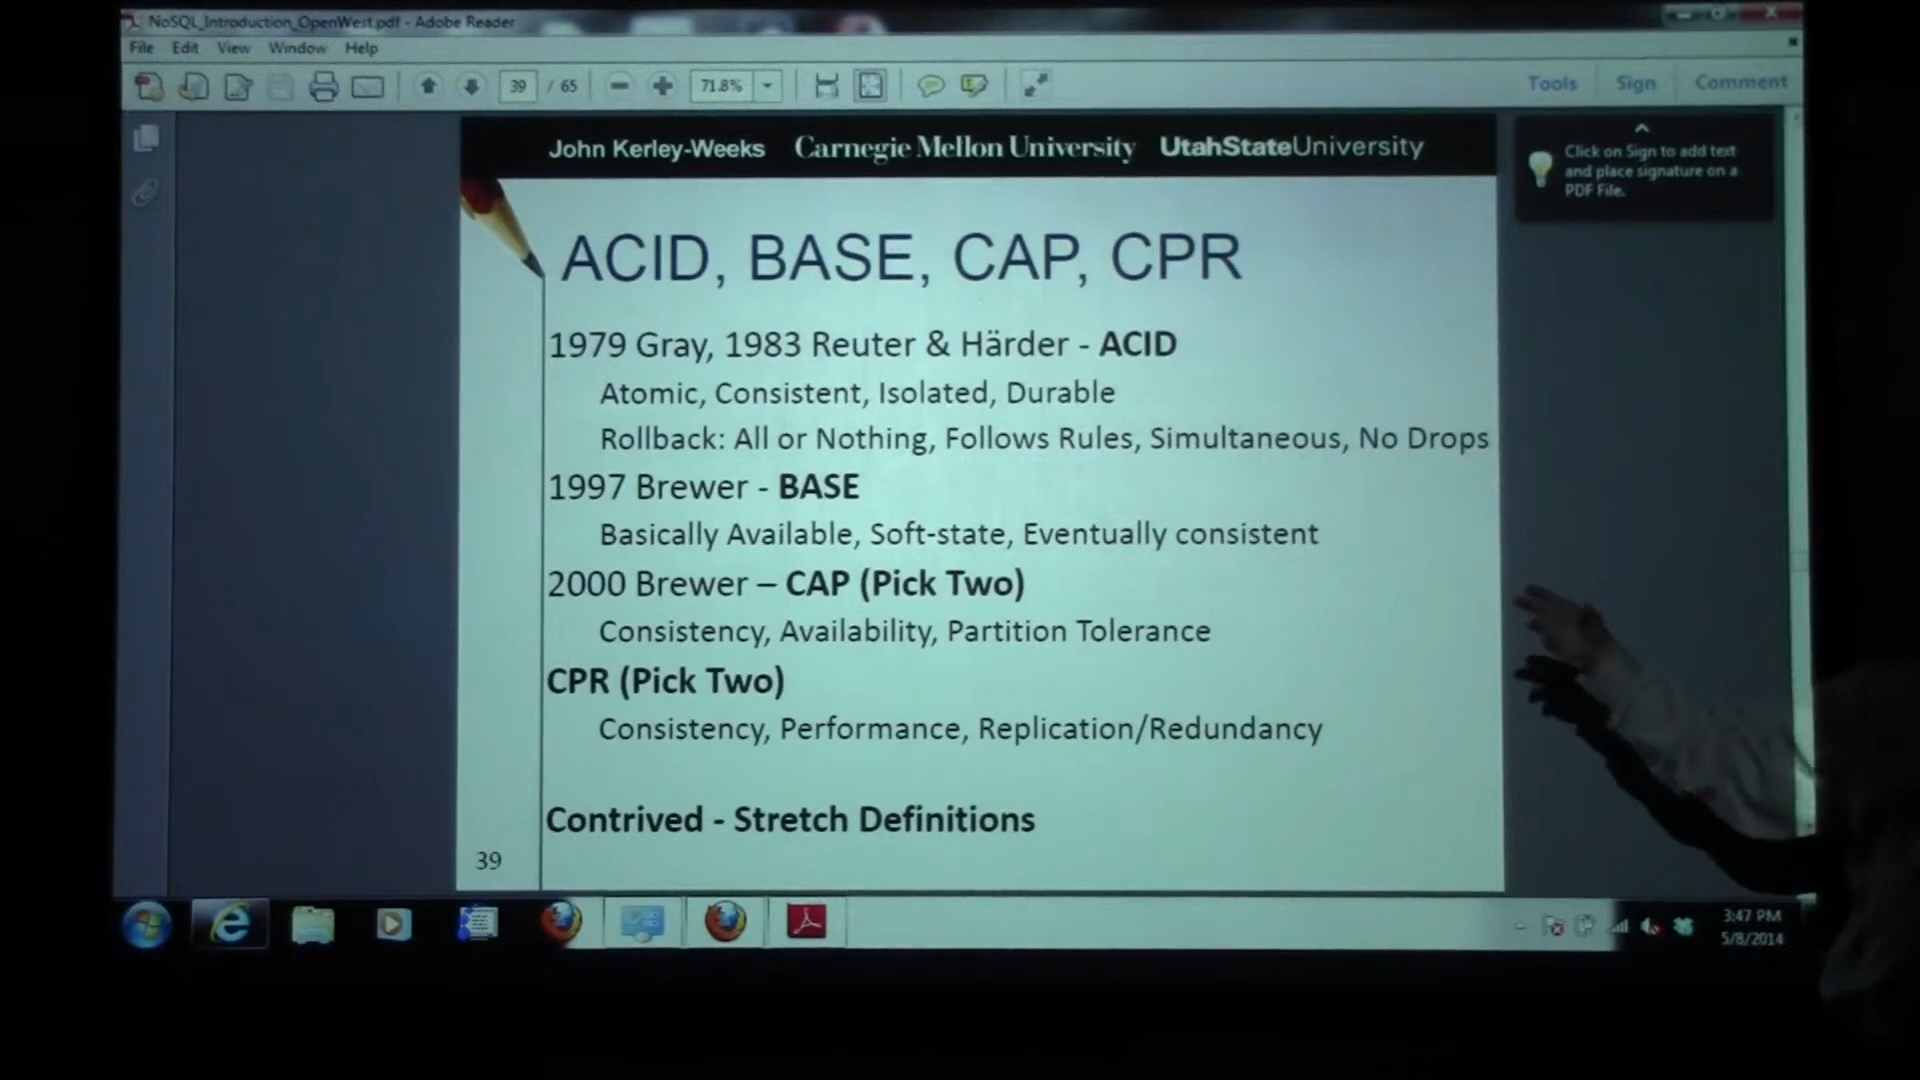 NoSQL_Introduction_OpenWest.pdf - Adobe Reader
File Edit View Window Help
39 / 65 71.8% Tools Sign Comment
John Kerley-Weeks Carnegie Mellon University UtahStateUniversity
Click on Sign to add text
and place signature on a
PDF File.
ACID, BASE, CAP, CPR
1979 Gray, 1983 Reuter & Härder - ACID
Atomic, Consistent, Isolated, Durable
Rollback: All or Nothing, Follows Rules, Simultaneous, No Drops
1997 Brewer - BASE
Basically Available, Soft-state, Eventually consistent
2000 Brewer – CAP (Pick Two)
Consistency, Availability, Partition Tolerance
CPR (Pick Two)
Consistency, Performance, Replication/Redundancy
Contrived - Stretch Definitions
39
3:47 PM
5/8/2014